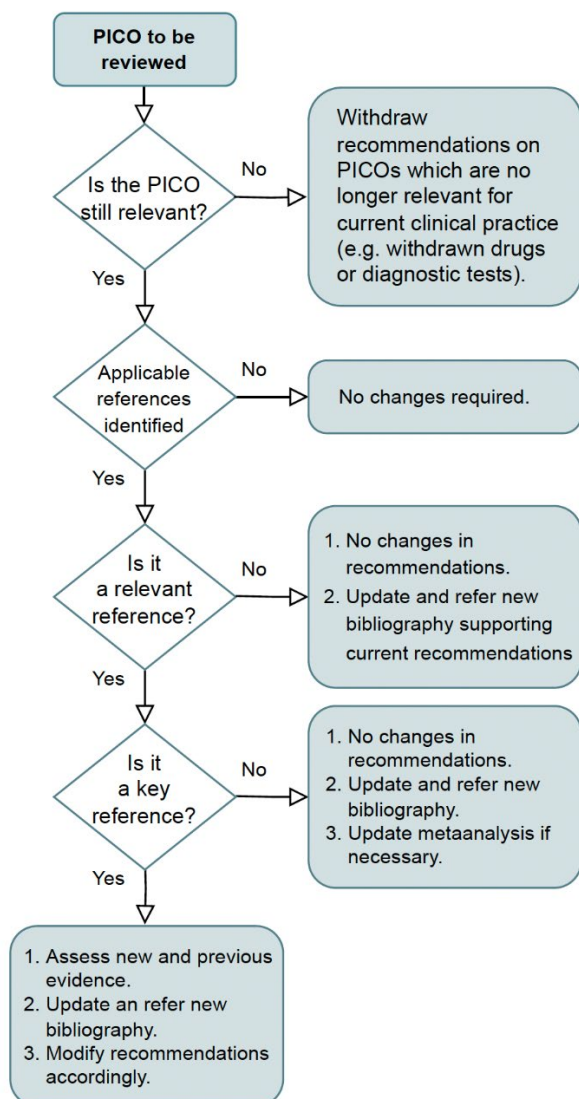 PICO to be
reviewed
Is the PICO
still relevant?
No
Withdraw
recommendations on
PICOs which are no
longer relevant for
current clinical practice
(e.g. withdrawn drugs
or diagnostic tests).
Yes
Applicable
references
identified
No
No changes required.
Yes
Is it
a relevant
reference?
No
1. No changes in
recommendations.
2. Update and refer new
bibliography supporting
current recommendations
Yes
Is it
a key
reference?
No
1. No changes in
recommendations.
2. Update and refer new
bibliography.
3. Update metaanalysis if
necessary.
Yes
1. Assess new and previous
evidence.
2. Update an refer new
bibliography.
3. Modify recommendations
accordingly.